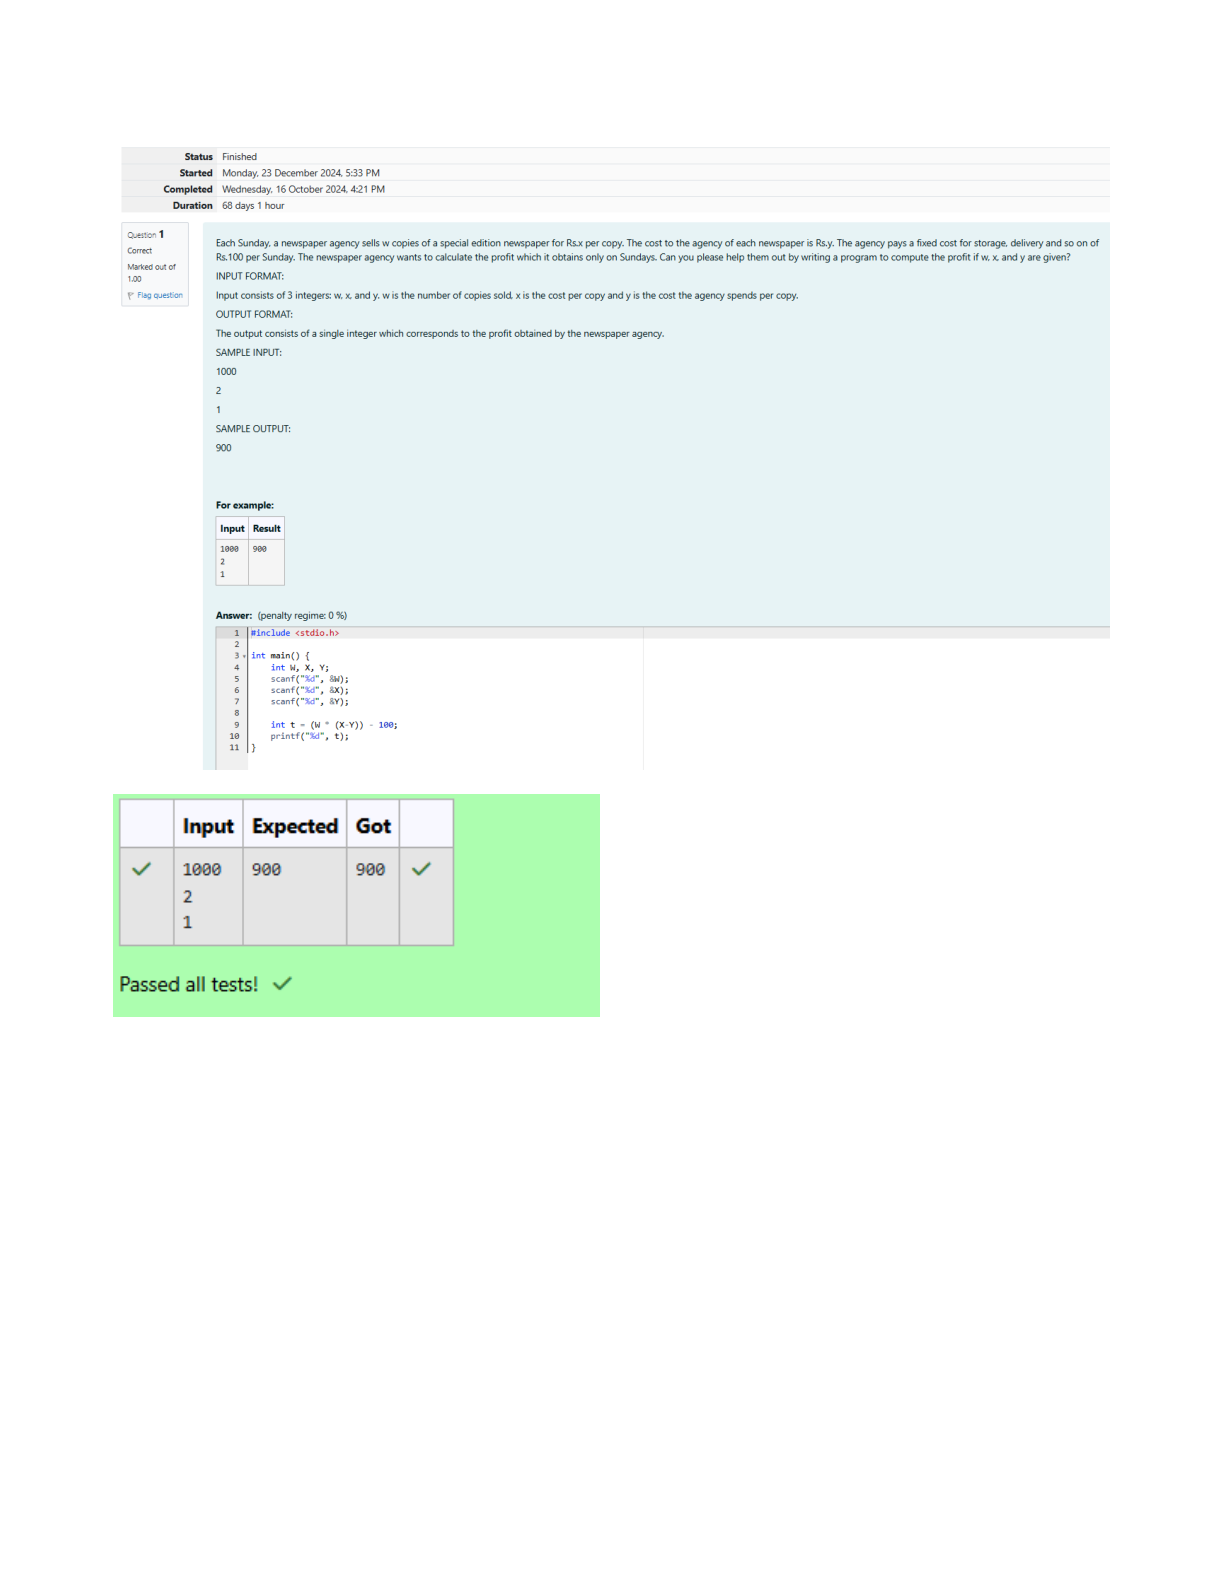 Status Finished
Started Monday, 23 December 2024, 5:33 PM
Completed Wednesday, 16 October 2024, 4:21 PM
Duration 68 days 1 hour
Question 1
Correct
Marked out of
1.00
Flag question
Each Sunday, a newspaper agency sells w copies of a special edition newspaper for Rs.x per copy. The cost to the agency of each newspaper is Rs.y. The agency pays a fixed cost for storage, delivery and so on of
Rs.100 per Sunday. The newspaper agency wants to calculate the profit which it obtains only on Sundays. Can you please help them out by writing a program to compute the profit if w, x, and y are given?
INPUT FORMAT:
Input consists of 3 integers: w, x, and y. w is the number of copies sold, x is the cost per copy and y is the cost the agency spends per copy.
OUTPUT FORMAT:
The output consists of a single integer which corresponds to the profit obtained by the newspaper agency.
SAMPLE INPUT:
1000
2
1
SAMPLE OUTPUT:
900
For example:
Input Result
1000 900
2
1
Answer: (penalty regime: 0 %)
1 #include <stdio.h>
2
3 int main() {
4 int W, X, Y;
5 scanf("%d", &W);
6 scanf("%d", &X);
7 scanf("%d", &Y);
8
9 int t = (W * (X-Y)) - 100;
10 printf("%d", t);
11 }
Input Expected Got
1000 900 900
2
1
Passed all tests!